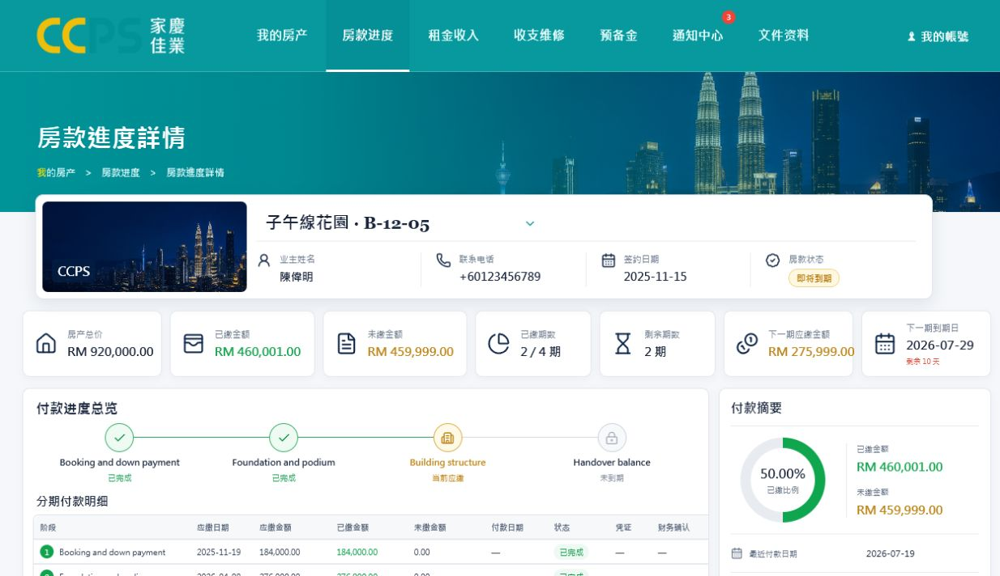 CCPS 家慶佳業
我的房产
房款进度
租金收入
收支维修
预备金
通知中心
3
文件资料
我的帳號
房款進度詳情
我的房产 > 房款进度 > 房款進度詳情
CCPS
子午線花園 · B-12-05
业主姓名
陳偉明
联系电话
+60123456789
签约日期
2025-11-15
房款状态
即将到期
房产总价
RM 920,000.00
已缴金额
RM 460,001.00
未缴金额
RM 459,999.00
已缴期数
2 / 4 期
剩余期数
2 期
下一期应缴金额
RM 275,999.00
下一期到期日
2026-07-29
剩余 10 天
付款进度总览
Booking and down payment
已完成
Foundation and podium
已完成
Building structure
当前应缴
Handover balance
未到期
分期付款明细
阶段 应缴日期 应缴金额 已缴金额 未缴金额 付款日期 状态 凭证 财务确认
1 Booking and down payment 2025-11-19 184,000.00 184,000.00 0.00 — 已完成 — —
付款摘要
50.00%
已缴比例
已缴金额
RM 460,001.00
未缴金额
RM 459,999.00
最近付款日期 2026-07-19